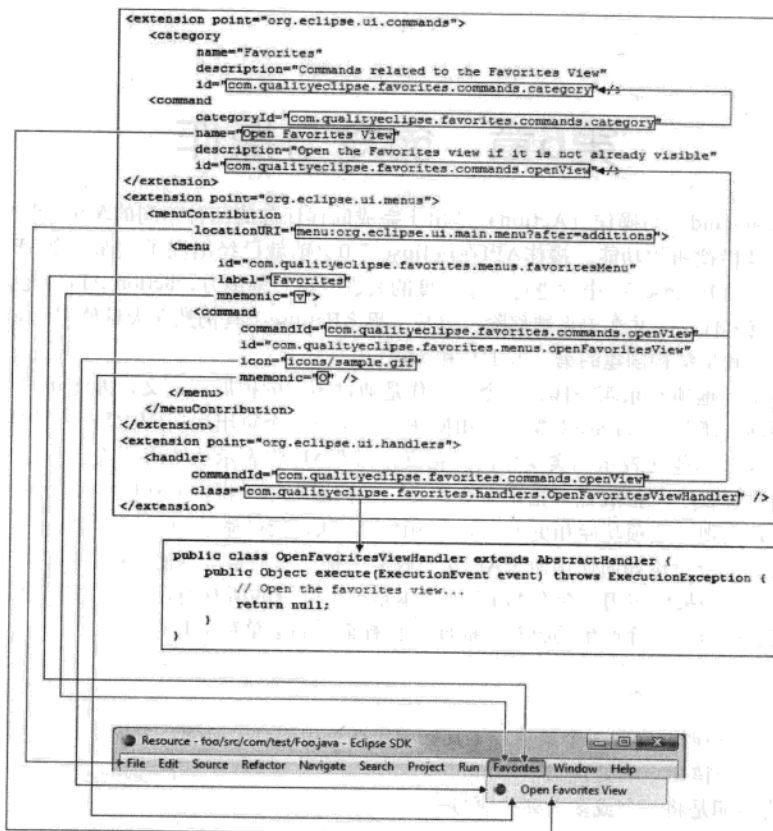 <extension point="org.eclipse.ui.commands">
<category
name="Favorites"
description="Commands related to the Favorites View"
id="com.qualityeclipse.favorites.commands.category"/>
<command
categoryId="com.qualityeclipse.favorites.commands.category"
name="Open Favorites View"
description="Open the Favorites view if it is not already visible"
id="com.qualityeclipse.favorites.commands.openView"/>
</extension>
<extension point="org.eclipse.ui.menus">
<menuContribution
locationURI="menu:org.eclipse.ui.main.menu?after=additions">
<menu
id="com.qualityeclipse.favorites.menus.favoritesMenu"
label="Favorites"
mnemonic="v">
<command
commandId="com.qualityeclipse.favorites.commands.openView"
id="com.qualityeclipse.favorites.menus.openFavoritesView"
icon="icons/sample.gif"
mnemonic="O" />
</menu>
</menuContribution>
</extension>
<extension point="org.eclipse.ui.handlers">
<handler
commandId="com.qualityeclipse.favorites.commands.openView"
class="com.qualityeclipse.favorites.handlers.OpenFavoritesViewHandler" />
</extension>
public class OpenFavoritesViewHandler extends AbstractHandler {
public Object execute(ExecutionEvent event) throws ExecutionException {
// Open the favorites view...
return null;
}
}
Resource - foo/src/com/test/Foo.java - Eclipse SDK
File Edit Source Refactor Navigate Search Project Run Favorites Window Help
Open Favorites View